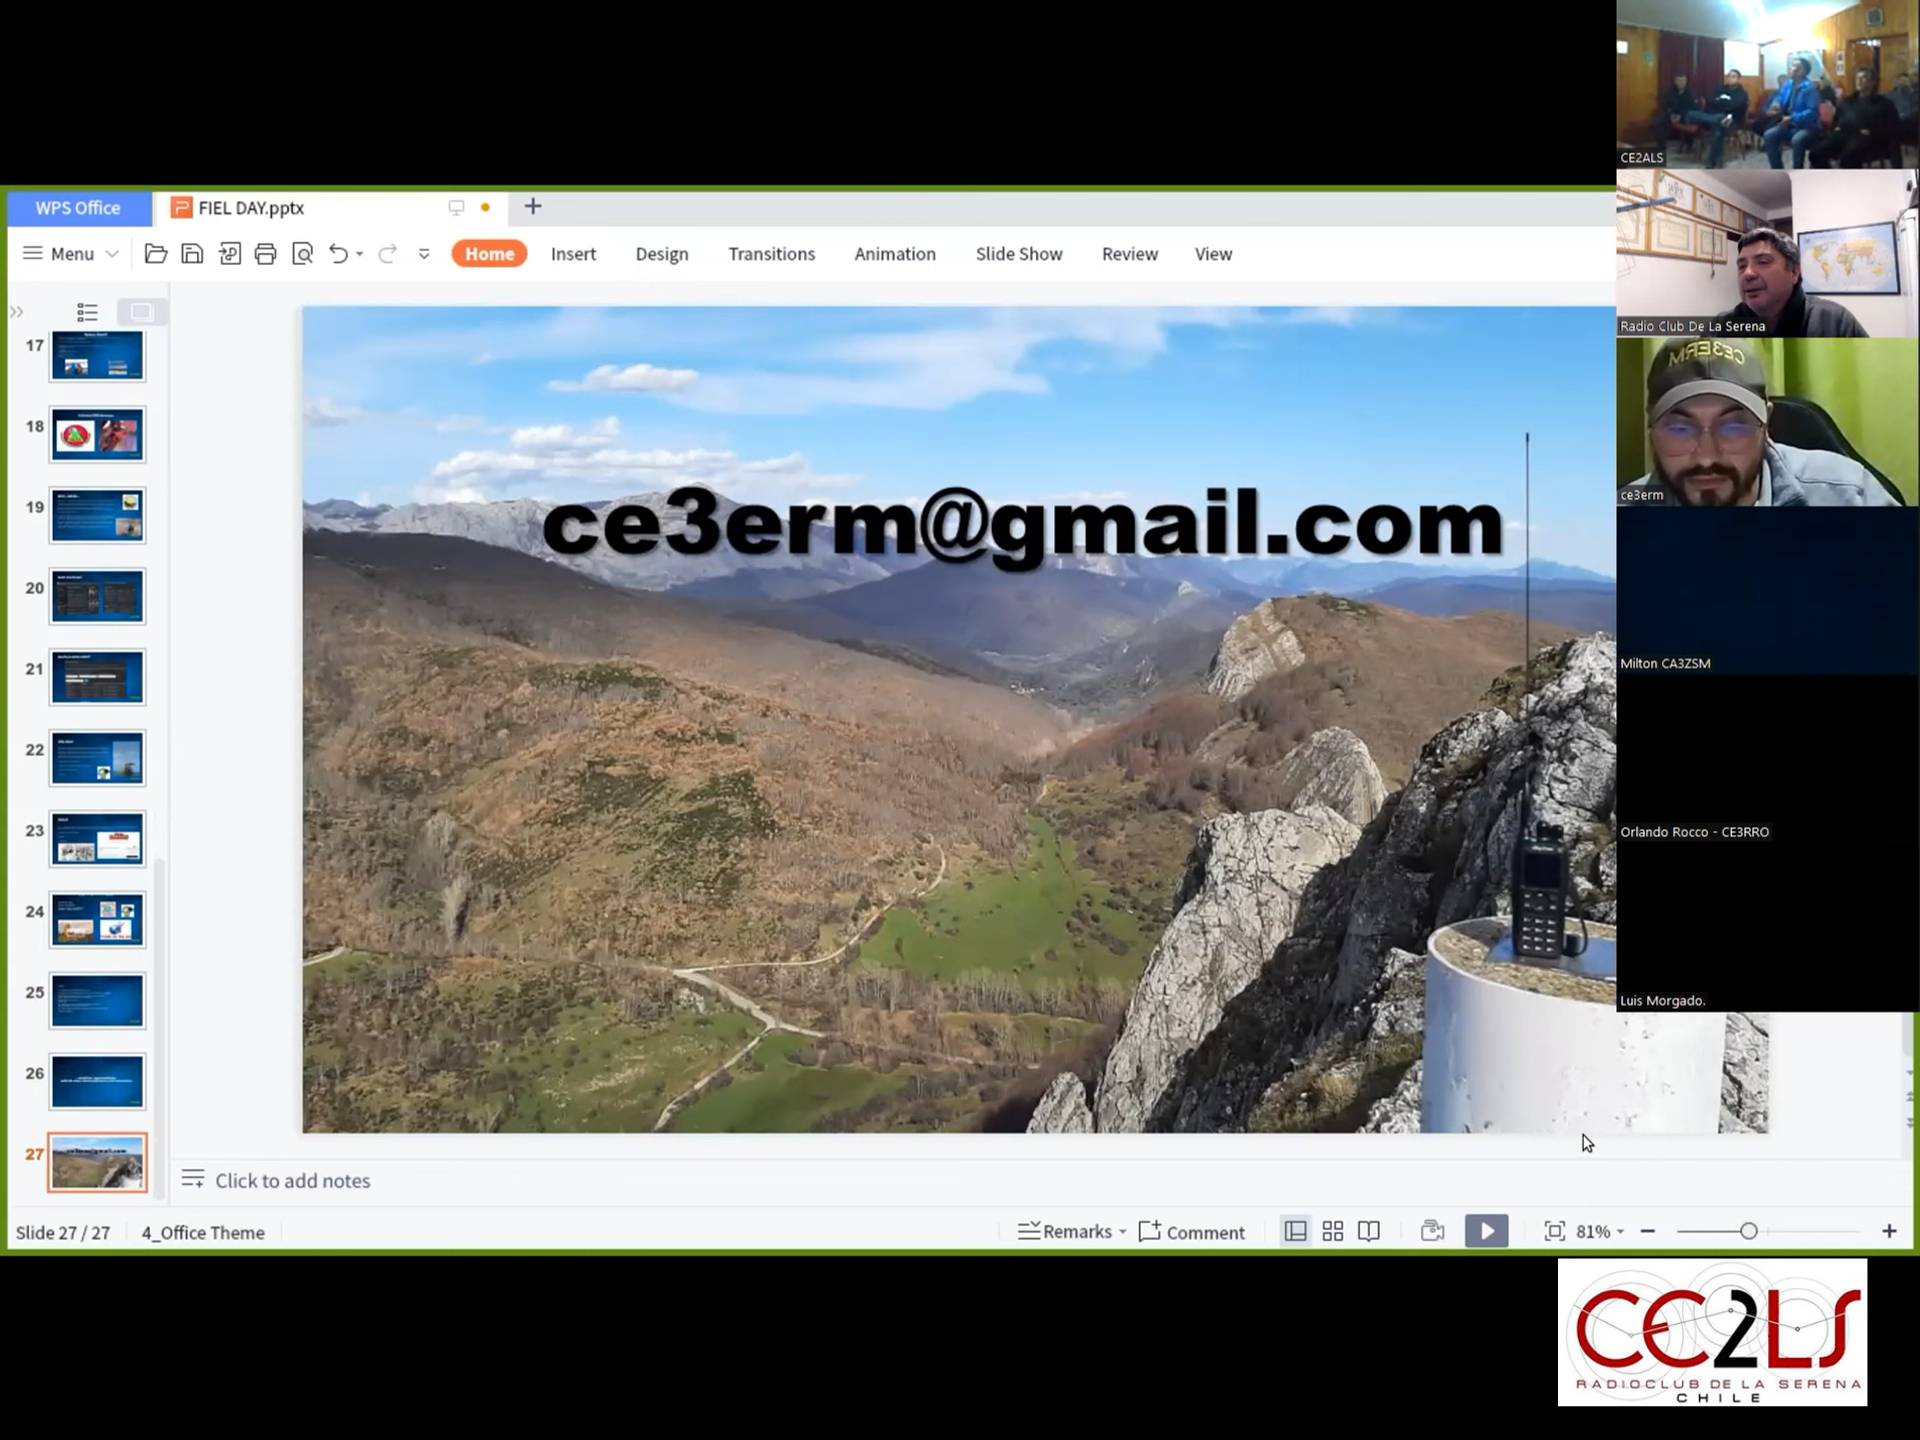 WPS Office
FIEL DAY.pptx
Menu
Home
Insert
Design
Transitions
Animation
Slide Show
Review
View
17
18
19
20
21
22
23
24
25
26
27
ce3erm@gmail.com
Click to add notes
Slide 27 / 27
4_Office Theme
Remarks
Comment
81%
CE2ALS
Radio Club De La Serena
CE3ERM
ce3erm
Milton CA3ZSM
Orlando Rocco - CE3RRO
Luis Morgado.
CE2LS
RADIOCLUB DE LA SERENA
CHILE